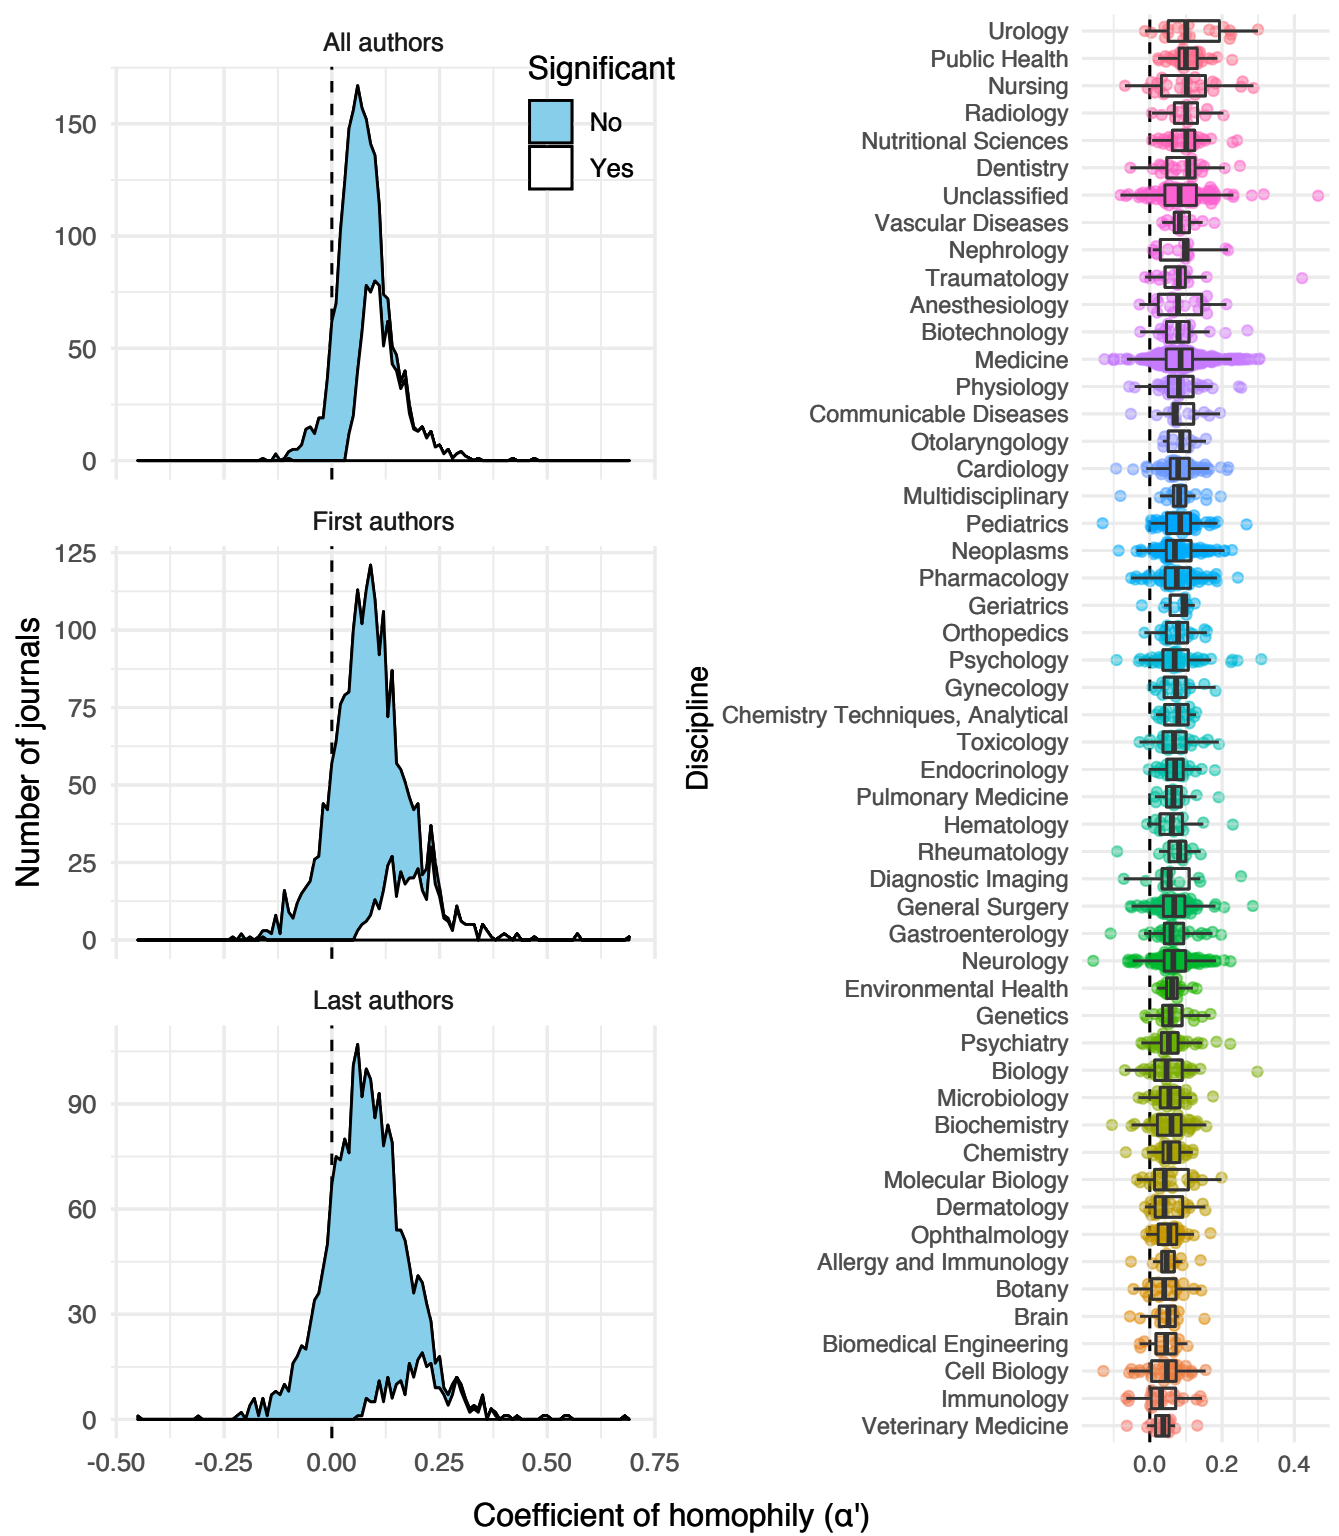 All authors
Significant
No
Yes
150
100
50
0
First authors
125
100
75
50
25
0
Last authors
90
60
30
0
-0.50
-0.25
0.00
0.25
0.50
0.75
Number of journals
Discipline
Urology
Public Health
Nursing
Radiology
Nutritional Sciences
Dentistry
Unclassified
Vascular Diseases
Nephrology
Traumatology
Anesthesiology
Biotechnology
Medicine
Physiology
Communicable Diseases
Otolaryngology
Cardiology
Multidisciplinary
Pediatrics
Neoplasms
Pharmacology
Geriatrics
Orthopedics
Psychology
Gynecology
Chemistry Techniques, Analytical
Toxicology
Endocrinology
Pulmonary Medicine
Hematology
Rheumatology
Diagnostic Imaging
General Surgery
Gastroenterology
Neurology
Environmental Health
Genetics
Psychiatry
Biology
Microbiology
Biochemistry
Chemistry
Molecular Biology
Dermatology
Ophthalmology
Allergy and Immunology
Botany
Brain
Biomedical Engineering
Cell Biology
Immunology
Veterinary Medicine
0.0
0.2
0.4
Coefficient of homophily (α')